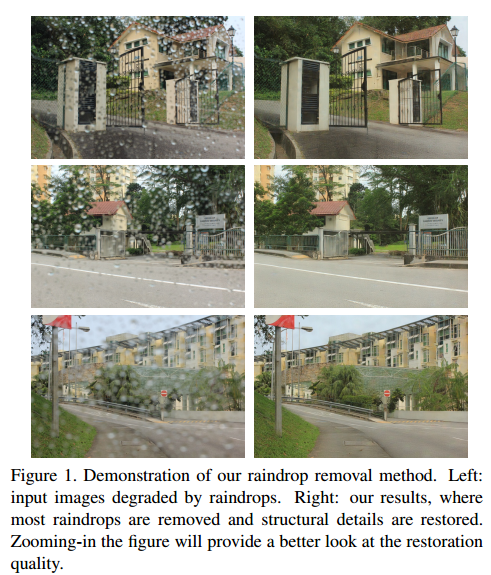 Figure 1. Demonstration of our raindrop removal method. Left:
input images degraded by raindrops. Right: our results, where
most raindrops are removed and structural details are restored.
Zooming-in the figure will provide a better look at the restoration
quality.